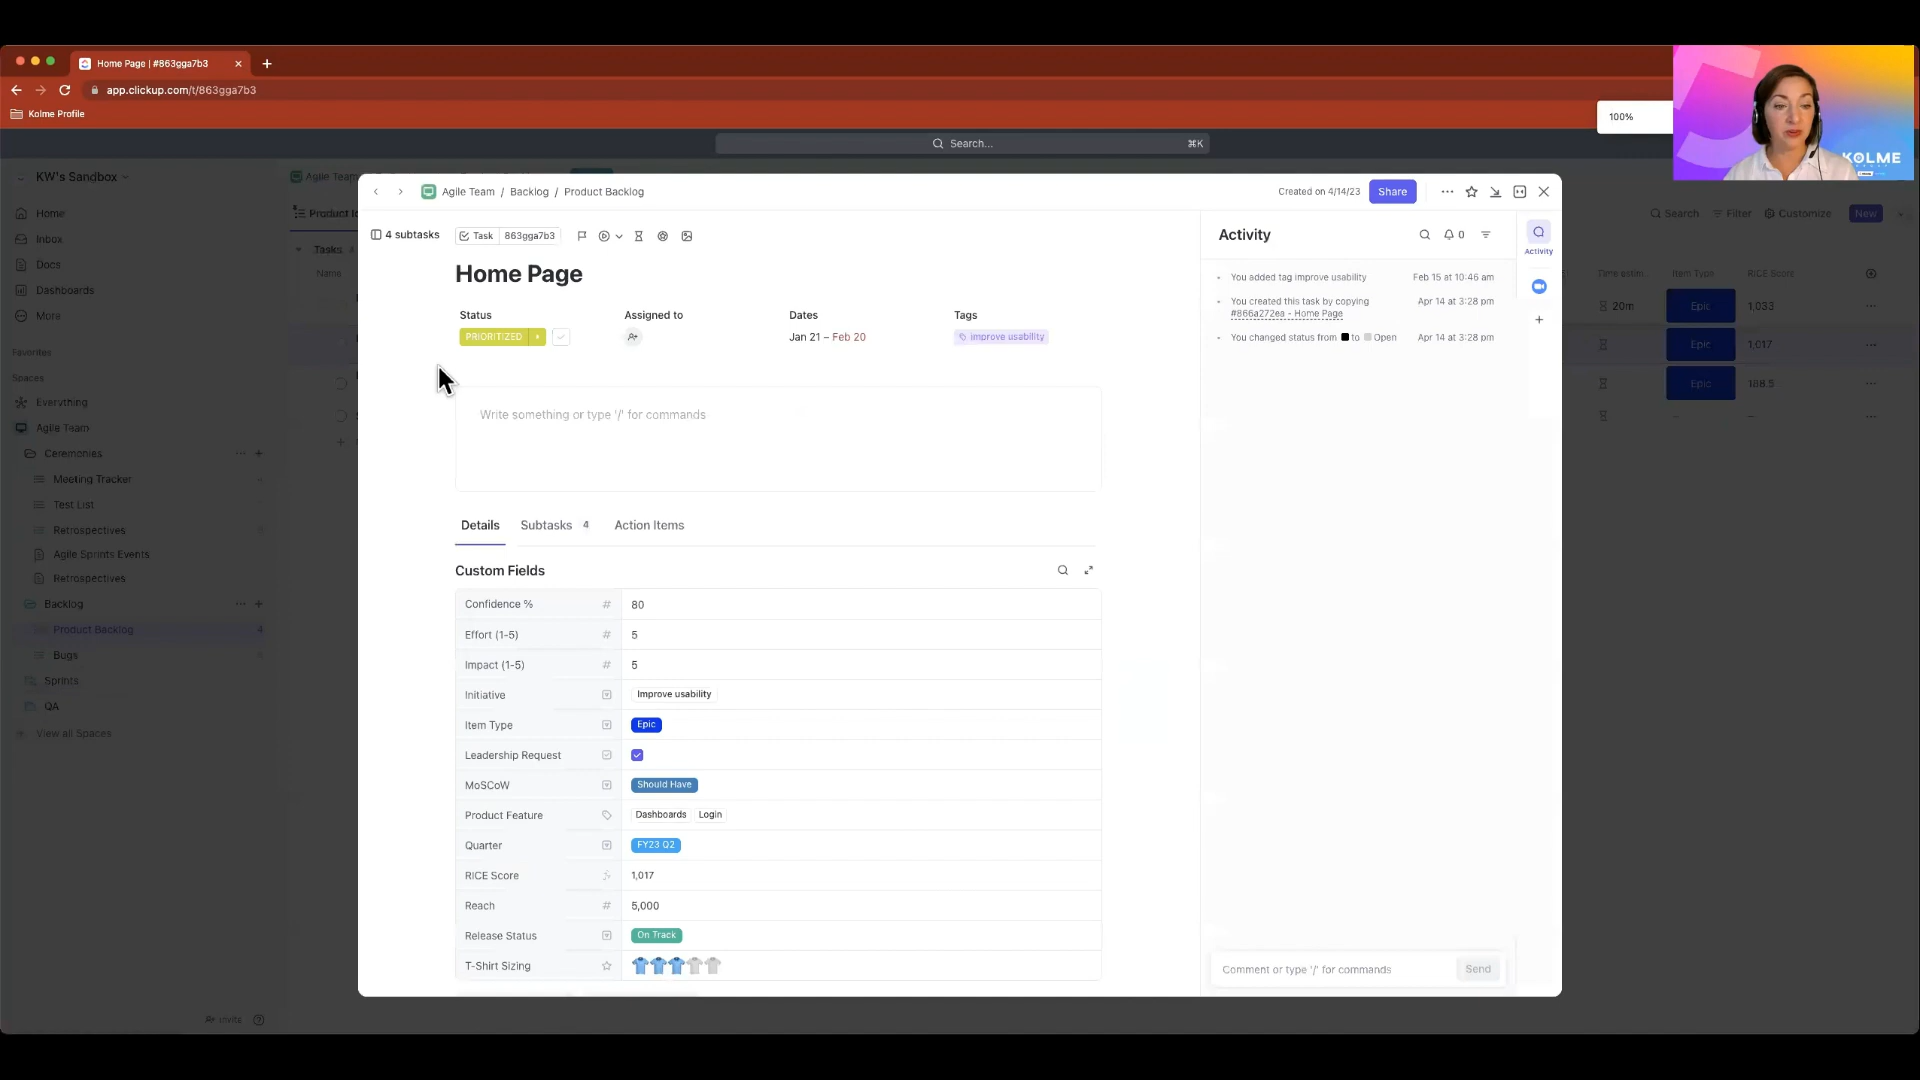 Home Page | #863gga7b3
app.clickup.com/t/863gga7b3
Kolme Profile
100%
KOLME
Search...
⌘K
KW's Sandbox
Agile Team
Agile Team / Backlog / Product Backlog
Created on 4/14/23
Share
Home
Inbox
Docs
Dashboards
More
Favorites
Spaces
Everything
Agile Team
Ceremonies
Meeting Tracker
Test List
Retrospectives
Agile Sprints Events
Retrospectives
Backlog
Product Backlog 4
Bugs
Sprints
QA
View all Spaces
Invite
Tasks
Name
4 subtasks
Task 863gga7b3
Home Page
Status
PRIORITIZED
Assigned to
Dates
Jan 21 – Feb 20
Tags
improve usability
Write something or type '/' for commands
Details
Subtasks 4
Action Items
Custom Fields
Confidence % # 80
Effort (1-5) # 5
Impact (1-5) # 5
Initiative Improve usability
Item Type Epic
Leadership Request
MoSCoW Should Have
Product Feature Dashboards Login
Quarter FY23 Q2
RICE Score 1,017
Reach # 5,000
Release Status On Track
T-Shirt Sizing
Activity
0
Activity
You added tag improve usability Feb 15 at 10:46 am
You created this task by copying Apr 14 at 3:28 pm
#866a272ea - Home Page
You changed status from to Open Apr 14 at 3:28 pm
Comment or type '/' for commands
Send
Search Filter Customize New
Time estim... Item Type RICE Score
20m Epic 1,033
Epic 1,017
Epic 188.5